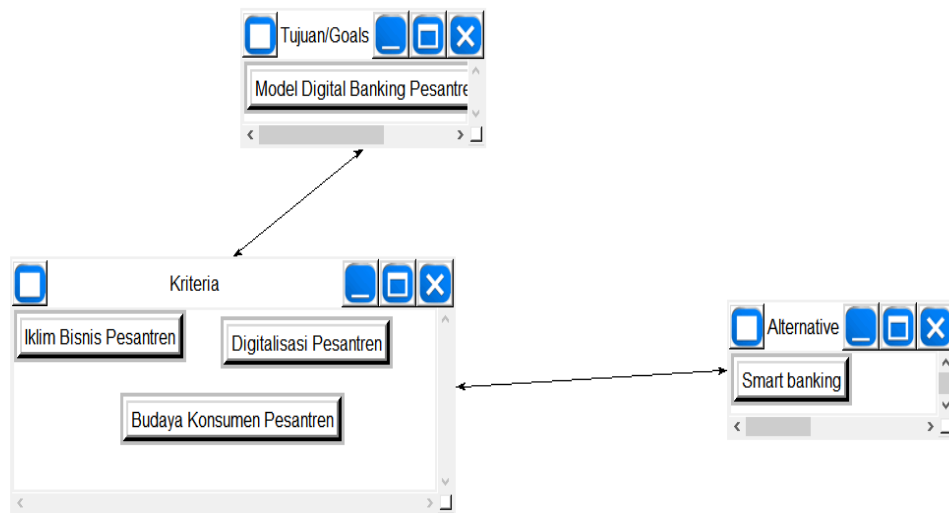 Tujuan/Goals
Model Digital Banking Pesantre
Kriteria
Iklim Bisnis Pesantren
Digitalisasi Pesantren
Budaya Konsumen Pesantren
Alternative
Smart banking